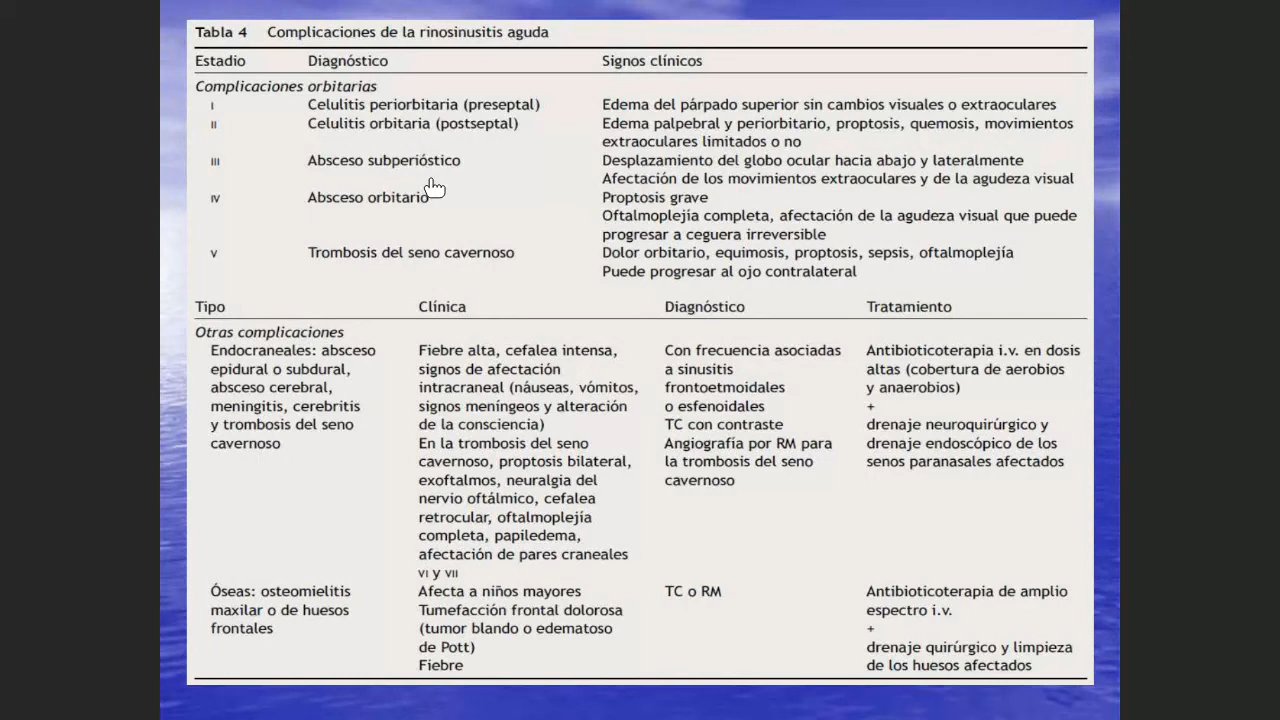 Tabla 4 Complicaciones de la rinosinusitis aguda
Estadio Diagnóstico Signos clínicos
Complicaciones orbitarias
I Celulitis periorbitaria (preseptal) Edema del párpado superior sin cambios visuales o extraoculares
II Celulitis orbitaria (postseptal) Edema palpebral y periorbitario, proptosis, quemosis, movimientos
extraoculares limitados o no
III Absceso subperióstico Desplazamiento del globo ocular hacia abajo y lateralmente
Afectación de los movimientos extraoculares y de la agudeza visual
IV Absceso orbitario Proptosis grave
Oftalmoplejía completa, afectación de la agudeza visual que puede
progresar a ceguera irreversible
V Trombosis del seno cavernoso Dolor orbitario, equimosis, proptosis, sepsis, oftalmoplejía
Puede progresar al ojo contralateral
Tipo Clínica Diagnóstico Tratamiento
Otras complicaciones
Endocraneales: absceso Fiebre alta, cefalea intensa, Con frecuencia asociadas Antibioticoterapia i.v. en dosis
epidural o subdural, signos de afectación a sinusitis altas (cobertura de aerobios
absceso cerebral, intracraneal (náuseas, vómitos, frontoetmoidales y anaerobios)
meningitis, cerebritis signos meníngeos y alteración o esfenoidales +
y trombosis del seno de la consciencia) TC con contraste drenaje neuroquirúrgico y
cavernoso En la trombosis del seno Angiografía por RM para drenaje endoscópico de los
cavernoso, proptosis bilateral, la trombosis del seno senos paranasales afectados
exoftalmos, neuralgia del cavernoso
nervio oftálmico, cefalea
retrocular, oftalmoplejía
completa, papiledema,
afectación de pares craneales
VI y VII
Óseas: osteomielitis Afecta a niños mayores TC o RM Antibioticoterapia de amplio
maxilar o de huesos Tumefacción frontal dolorosa espectro i.v.
frontales (tumor blando o edematoso +
de Pott) drenaje quirúrgico y limpieza
Fiebre de los huesos afectados